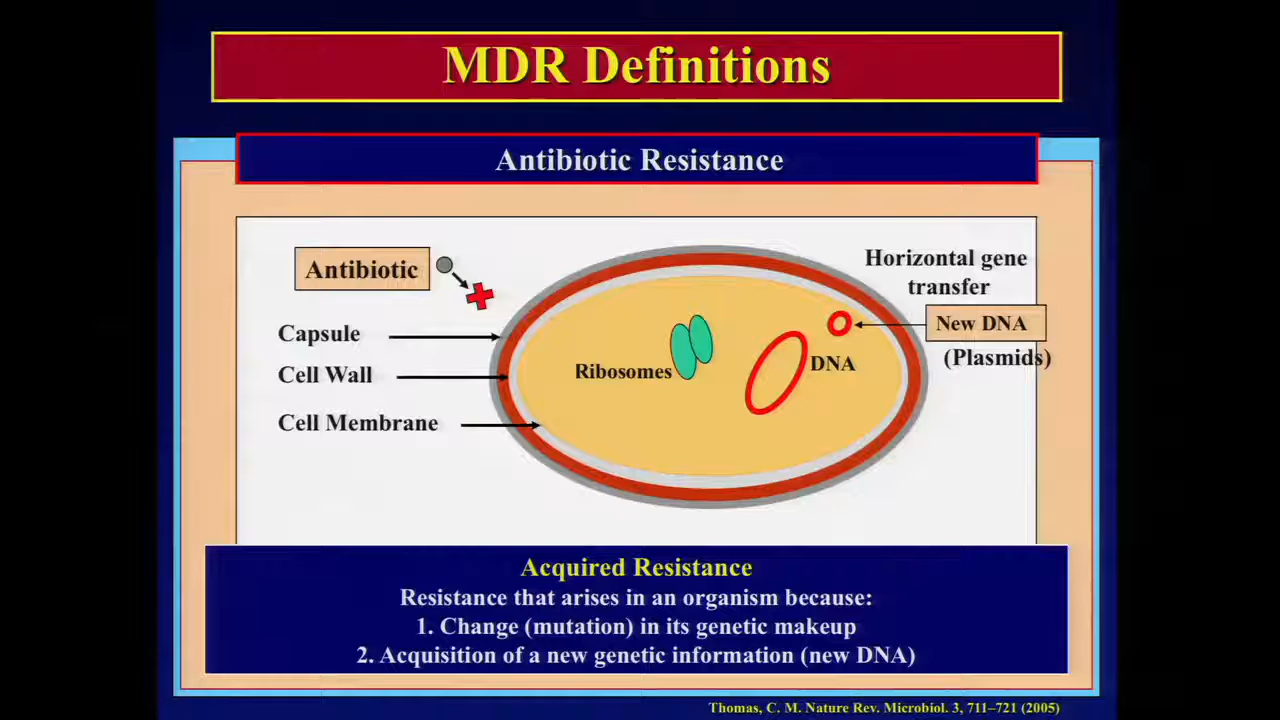 MDR Definitions
Antibiotic Resistance
Antibiotic
Horizontal gene
transfer
New DNA
(Plasmids)
Capsule
Cell Wall
Cell Membrane
Ribosomes
DNA
Acquired Resistance
Resistance that arises in an organism because:
1. Change (mutation) in its genetic makeup
2. Acquisition of a new genetic information (new DNA)
Thomas, C. M. Nature Rev. Microbiol. 3, 711–721 (2005)